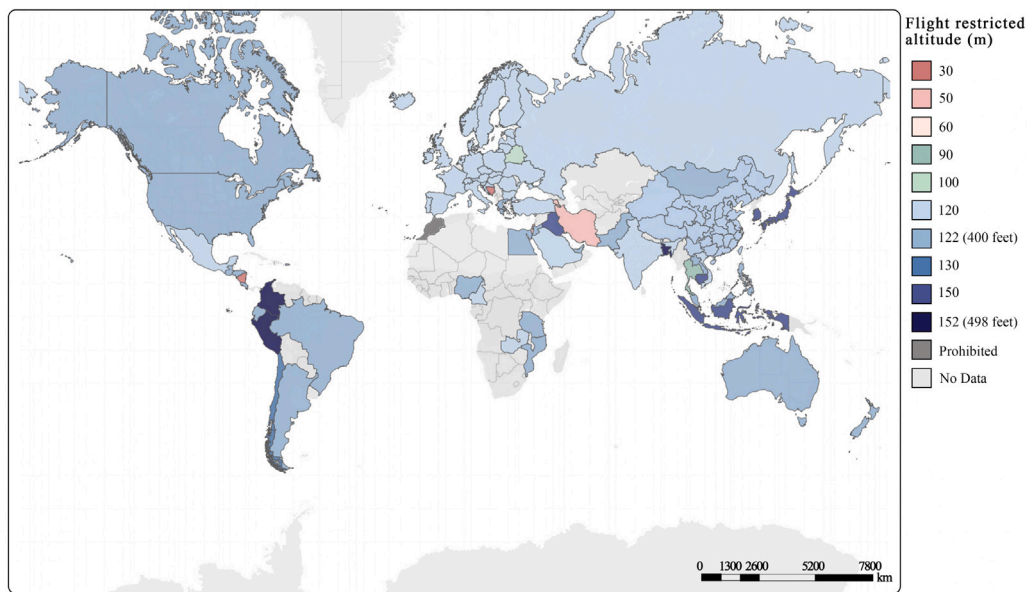 Flight restricted
altitude (m)
30
50
60
90
100
120
122 (400 feet)
130
150
152 (498 feet)
Prohibited
No Data
0 1300 2600 5200 7800
km